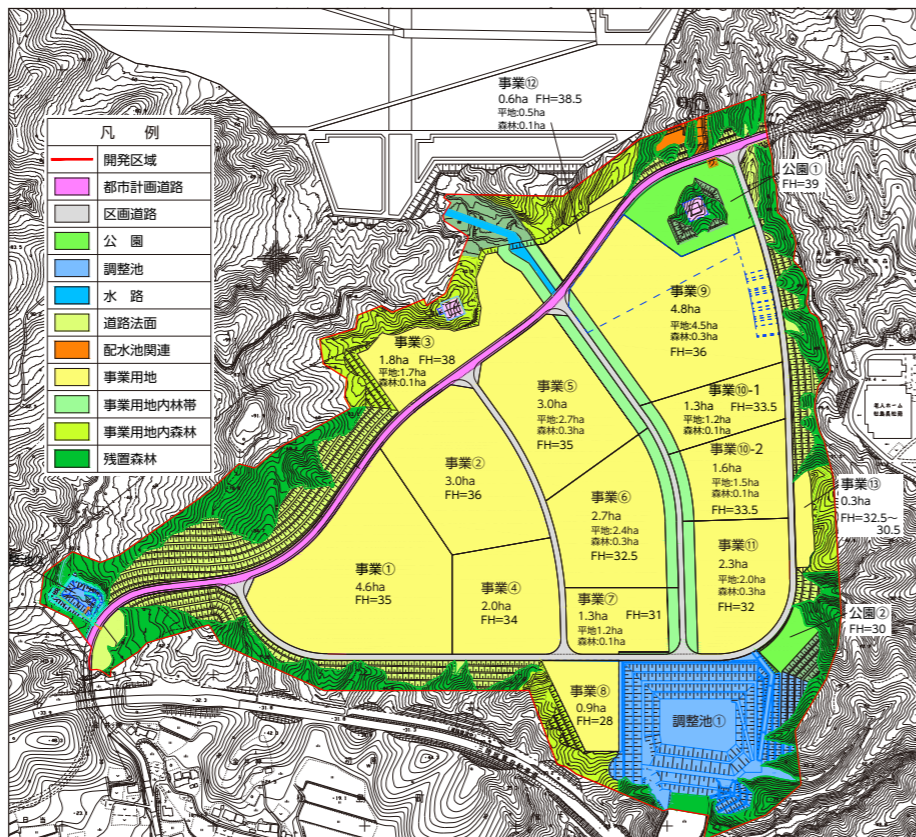 事業⑫
0.6ha FH=38.5
平地:0.5ha
森林:0.1ha
凡 例
開発区域
都市計画道路
区画道路
公 園
調整池
水 路
道路法面
配水池関連
事業用地
事業用地内林帯
事業用地内森林
残置森林
公園①
FH=39
事業⑨
4.8ha
平地:4.5ha
森林:0.3ha
FH=36
事業③
1.8ha FH=38
平地:1.7ha
森林:0.1ha
事業⑤
3.0ha
平地:2.7ha
森林:0.3ha
FH=35
事業⑩-1
1.3ha FH=33.5
平地:1.2ha
森林:0.1ha
事業⑩-2
1.6ha
平地:1.5ha
森林:0.1ha
FH=33.5
事業②
3.0ha
FH=36
事業⑥
2.7ha
平地:2.4ha
森林:0.3ha
FH=32.5
事業⑬
0.3ha
FH=32.5～
30.5
事業⑪
2.3ha
平地:2.0ha
森林:0.3ha
FH=32
事業①
4.6ha
FH=35
事業④
2.0ha
FH=34
事業⑦
1.3ha FH=31
平地1.2ha
森林:0.1ha
公園②
FH=30
事業⑧
0.9ha
FH=28
調整池①
老人ホーム